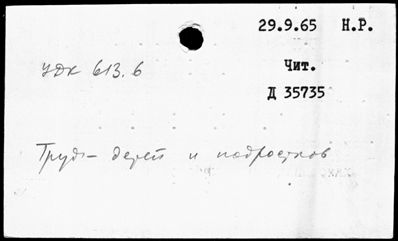 29.9.65 Н.Р.
УДК 613.6
Чит.
Д 35735
Труд – детей и подростков